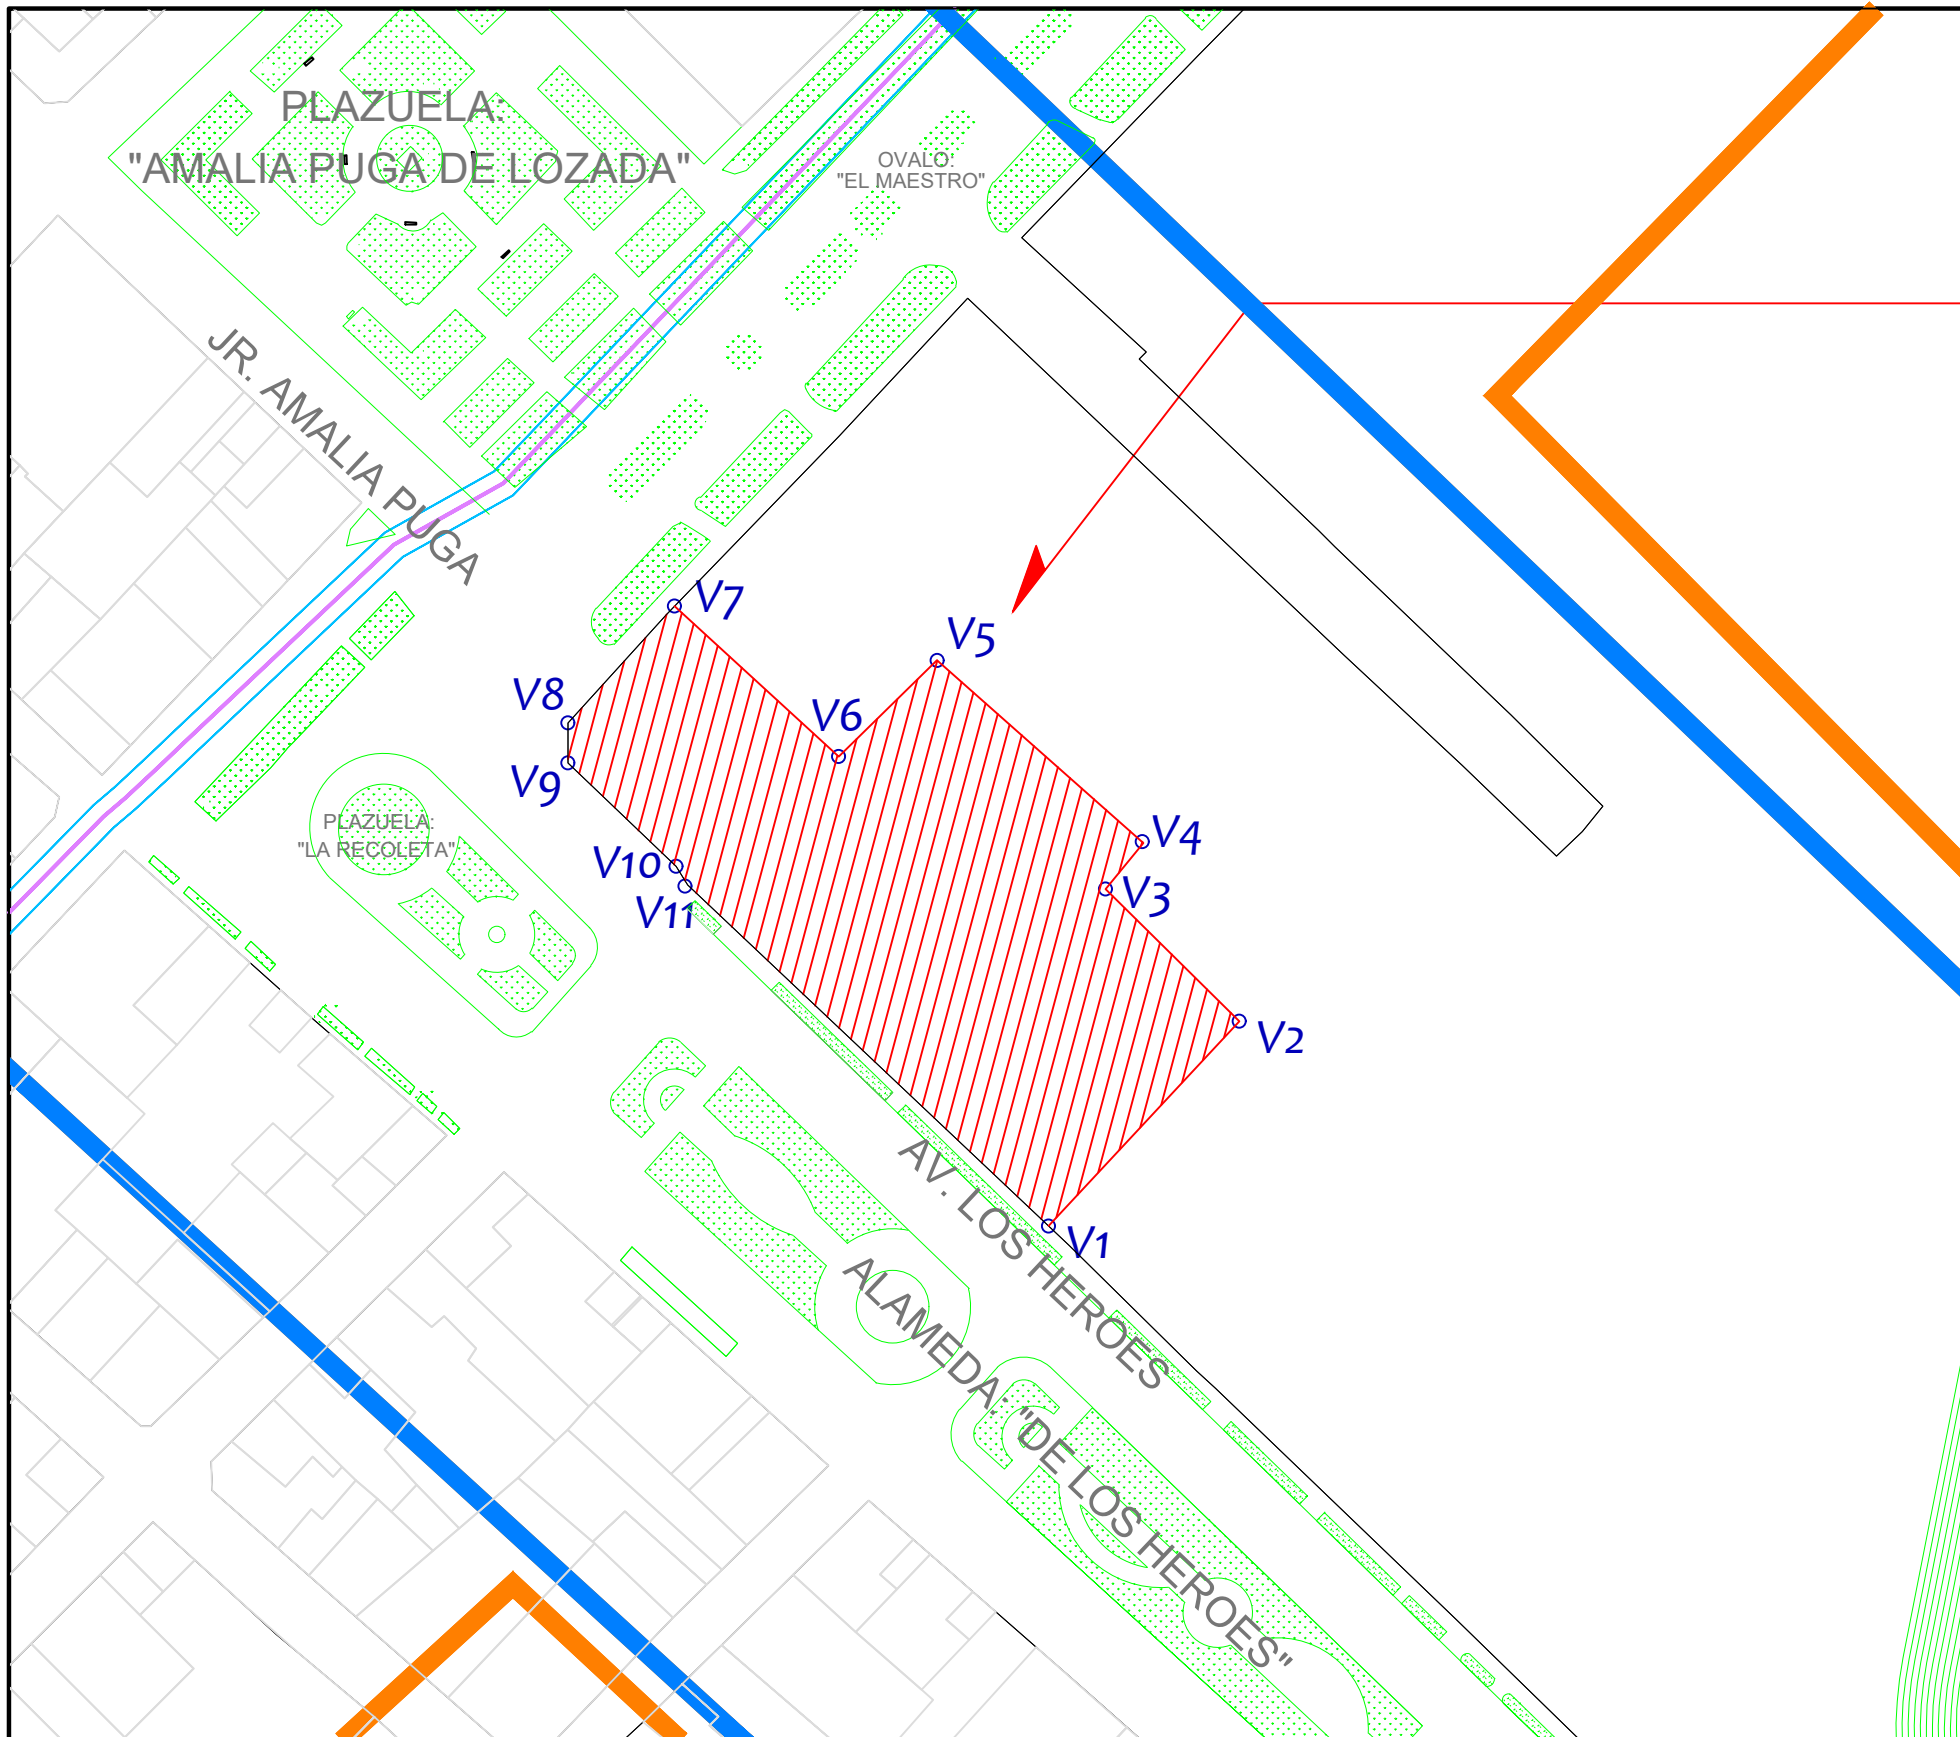 PLAZUELA:
"AMALIA PUGA DE LOZADA"
OVALO:
"EL MAESTRO"
JR. AMALIA PUGA
V7
V5
V8
V6
V9
V4
V10
V3
V11
PLAZUELA:
"LA RECOLETA"
V2
V1
AV. LOS HEROES
ALAMEDA: "DE LOS HEROES"